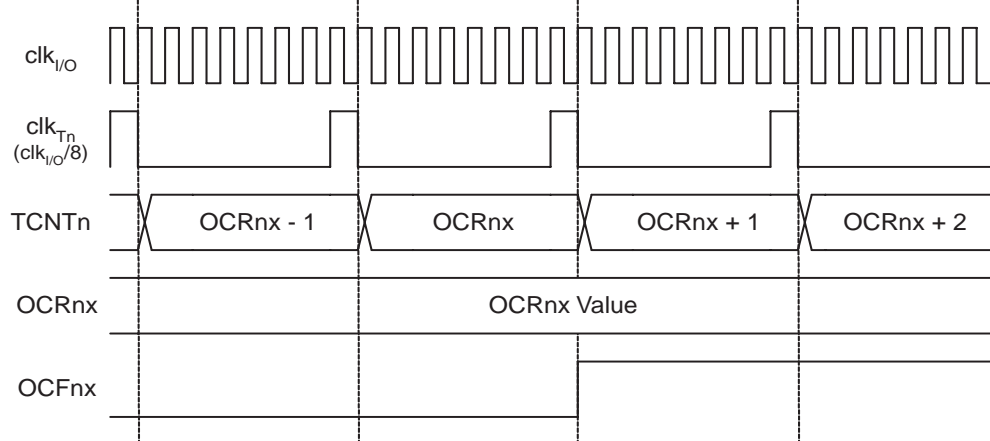 clkI/O
clkTn
(clkI/O/8)
TCNTn OCRnx - 1 OCRnx OCRnx + 1 OCRnx + 2
OCRnx OCRnx Value
OCFnx